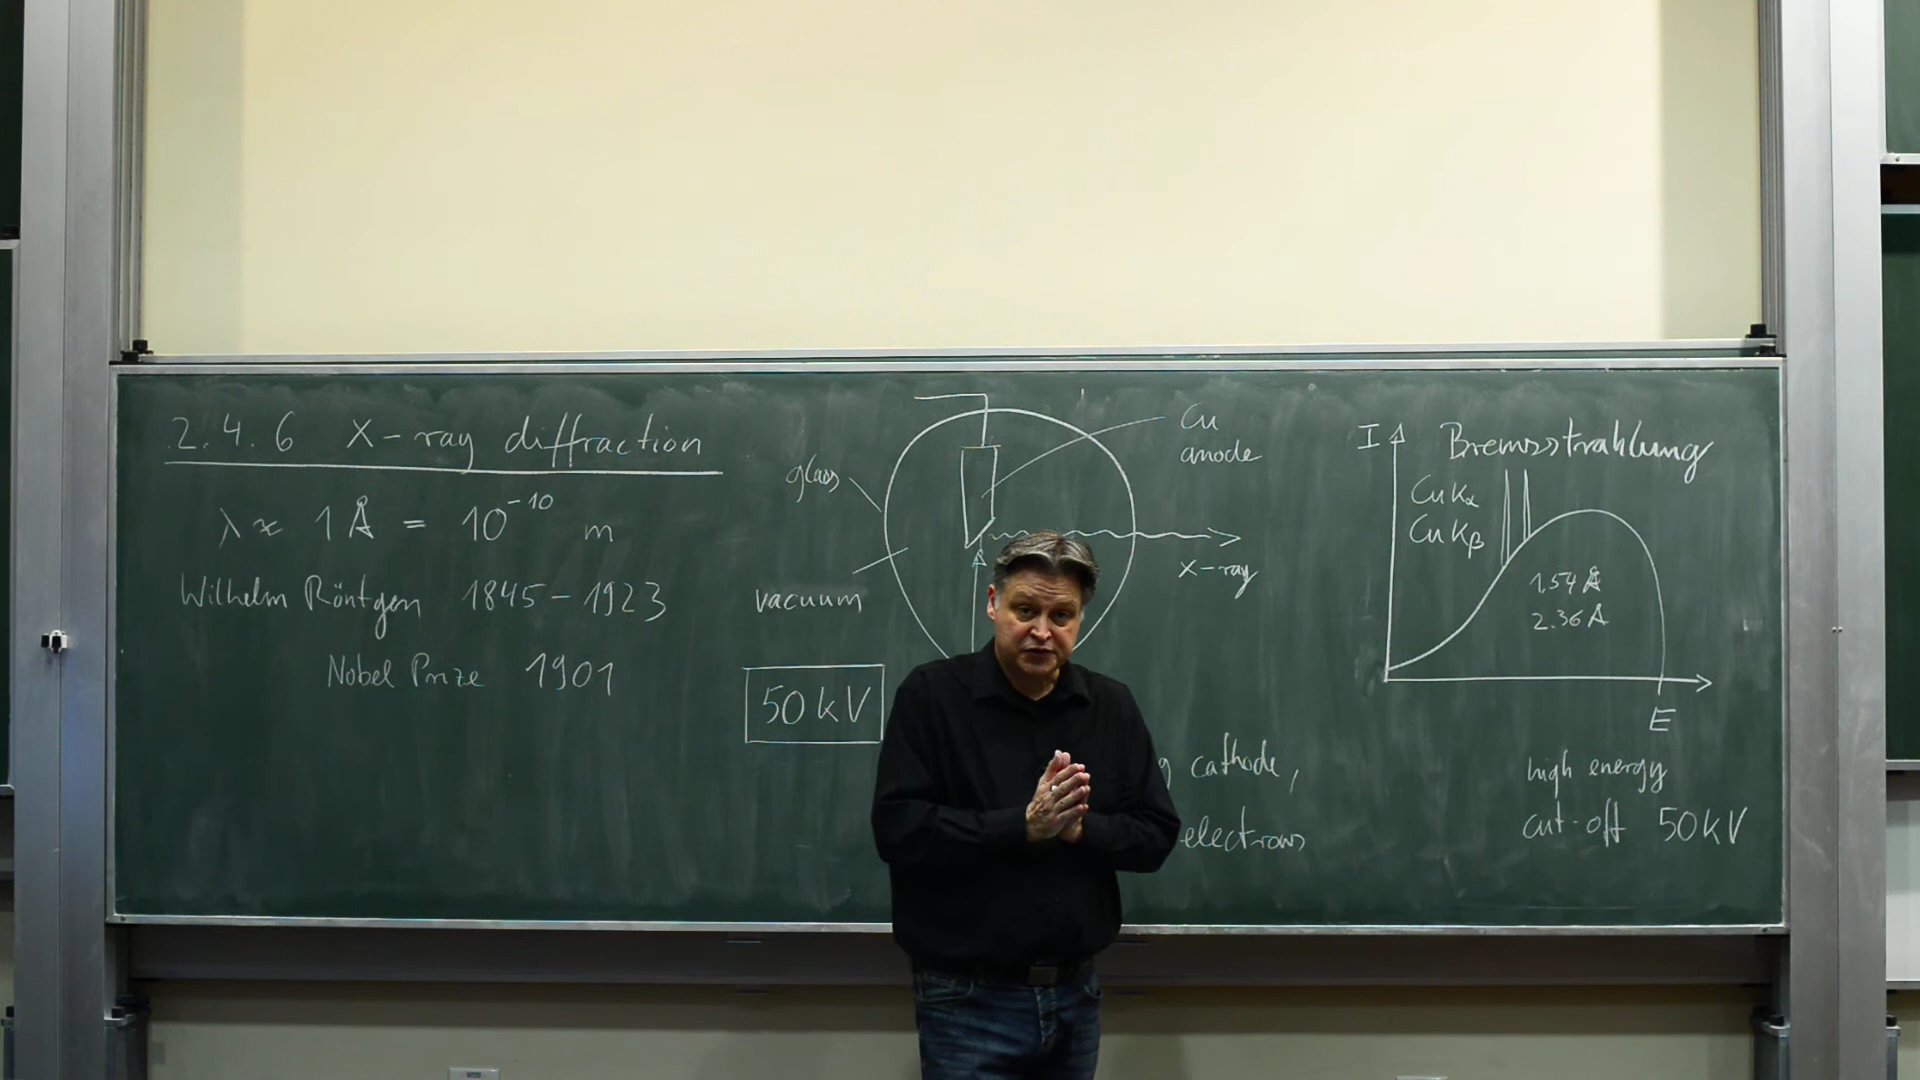 2.4.6 X-ray diffraction
λ ≈ 1 Å = 10⁻¹⁰ m
Wilhelm Röntgen 1845 – 1923
Nobel Prize 1901
glass
vacuum
50 kV
Cu
anode
X-ray
cathode,
electrons
I
Bremsstrahlung
Cu Kα
Cu Kβ
1.54 Å
2.36 Å
E
high energy
cut-off 50 kV